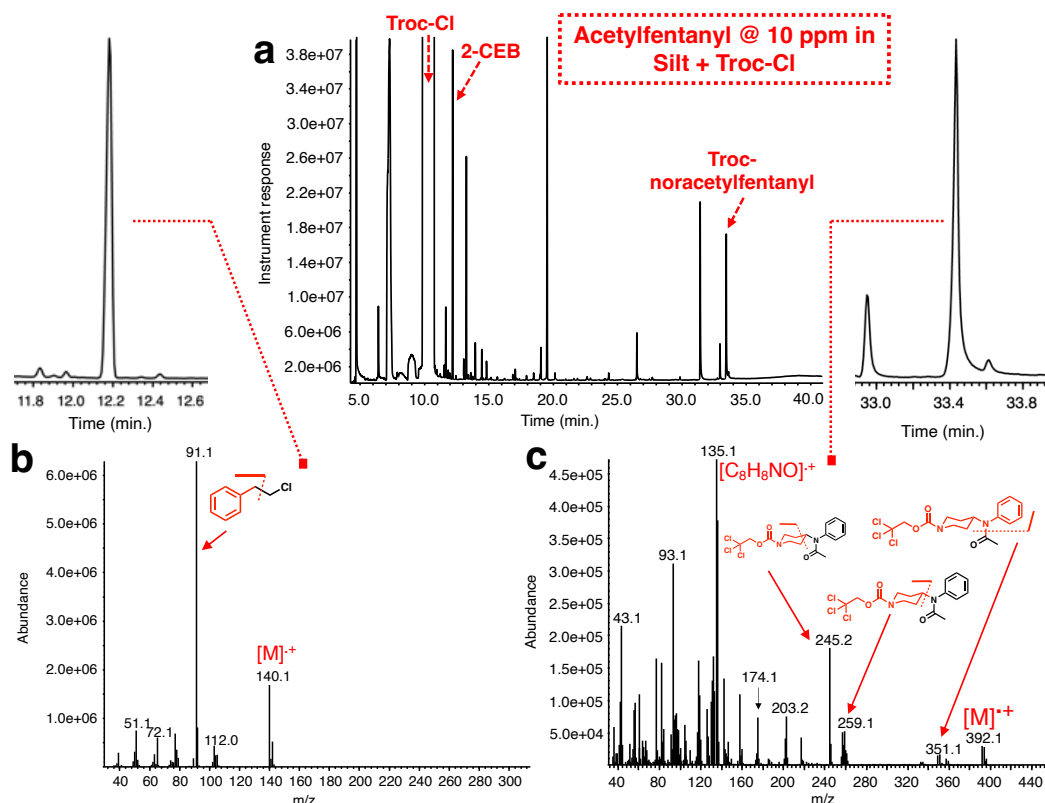 a
Troc-Cl
2-CEB
Acetylfentanyl @ 10 ppm in
Silt + Troc-Cl
Troc-
noracetylfentanyl
Instrument response
3.8e+07
3.4e+07
3.0e+07
2.6e+07
2.2e+07
1.8e+07
1.4e+07
1.0e+07
6.0e+06
2.0e+06
5.0 10.0 15.0 20.0 25.0 30.0 35.0 40.0
Time (min.)
11.8 12.0 12.2 12.4 12.6
Time (min.)
33.0 33.4 33.8
Time (min.)
b
Abundance
6.0e+06
5.0e+06
4.0e+06
3.0e+06
2.0e+06
1.0e+06
91.1
Cl
[M]·+
140.1
51.1
72.1
112.0
40 60 80 100 120 140 160 180 200 220 240 260 280 300
m/z
c
Abundance
4.5e+05
4.0e+05
3.5e+05
3.0e+05
2.5e+05
2.0e+05
1.5e+05
1.0e+05
5.0e+04
135.1
[C8H8NO]·+
93.1
43.1
174.1
203.2
245.2
259.1
351.1
[M]·+
392.1
Cl
Cl
Cl
O
O
N
N
O
Cl
Cl
Cl
O
O
N
N
O
Cl
Cl
Cl
O
O
N
N
O
40 80 120 160 200 240 280 320 360 400 440
m/z